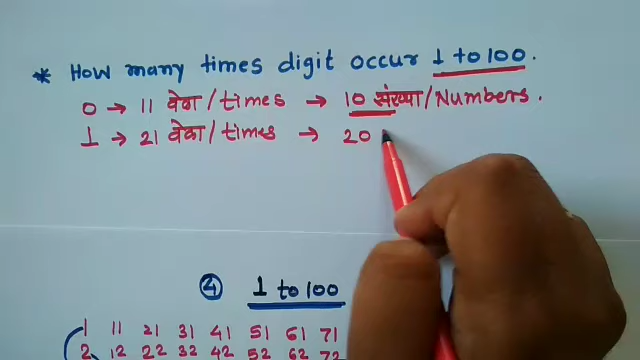 * How many times digit occur 1 to 100.
0 → 11 वेळा/times → 10 संख्या/Numbers.
1 → 21 वेळा/times → 20
④ 1 to 100
1 11 21 31 41 51 61 71
2 12 22 32 42 52 62 72